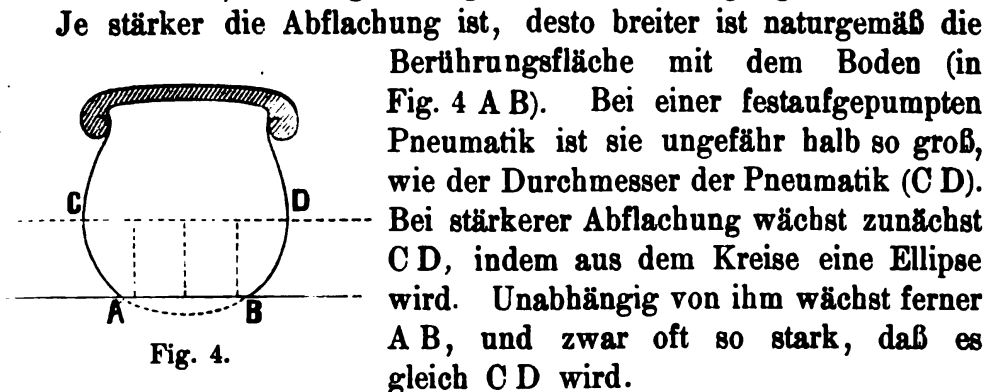 Je stärker die Abflachung ist, desto breiter ist naturgemäß die
Berührungsfläche mit dem Boden (in
Fig. 4 A B). Bei einer festaufgepumpten
Pneumatik ist sie ungefähr halb so groß,
wie der Durchmesser der Pneumatik (C D).
Bei stärkerer Abflachung wächst zunächst
C D, indem aus dem Kreise eine Ellipse
wird. Unabhängig von ihm wächst ferner
A B, und zwar oft so stark, daß es
gleich C D wird.
C D
A B
Fig. 4.